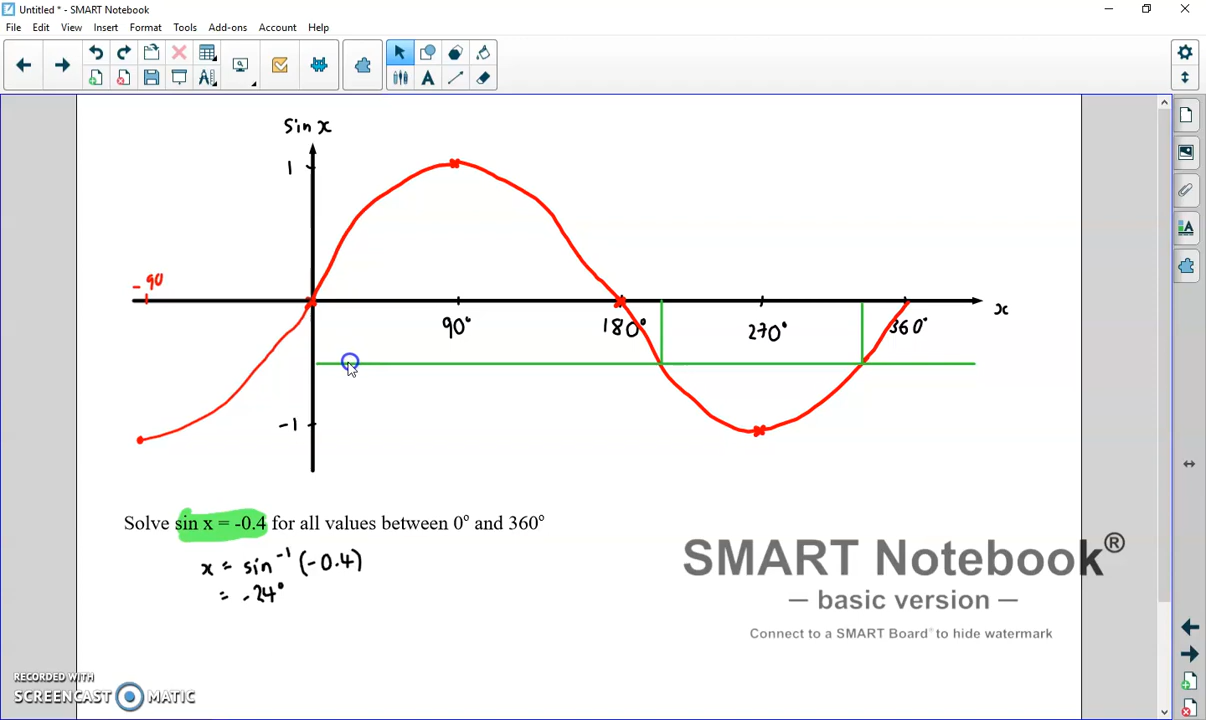 Untitled * - SMART Notebook
File Edit View Insert Format Tools Add-ons Account Help
sin x
1
-90
x
90°
180°
270°
360°
-1
Solve sin x = -0.4 for all values between 0° and 360°
x = sin⁻¹ (-0.4)
= -24°
SMART Notebook®
— basic version —
Connect to a SMART Board® to hide watermark
RECORDED WITH
SCREENCAST MATIC